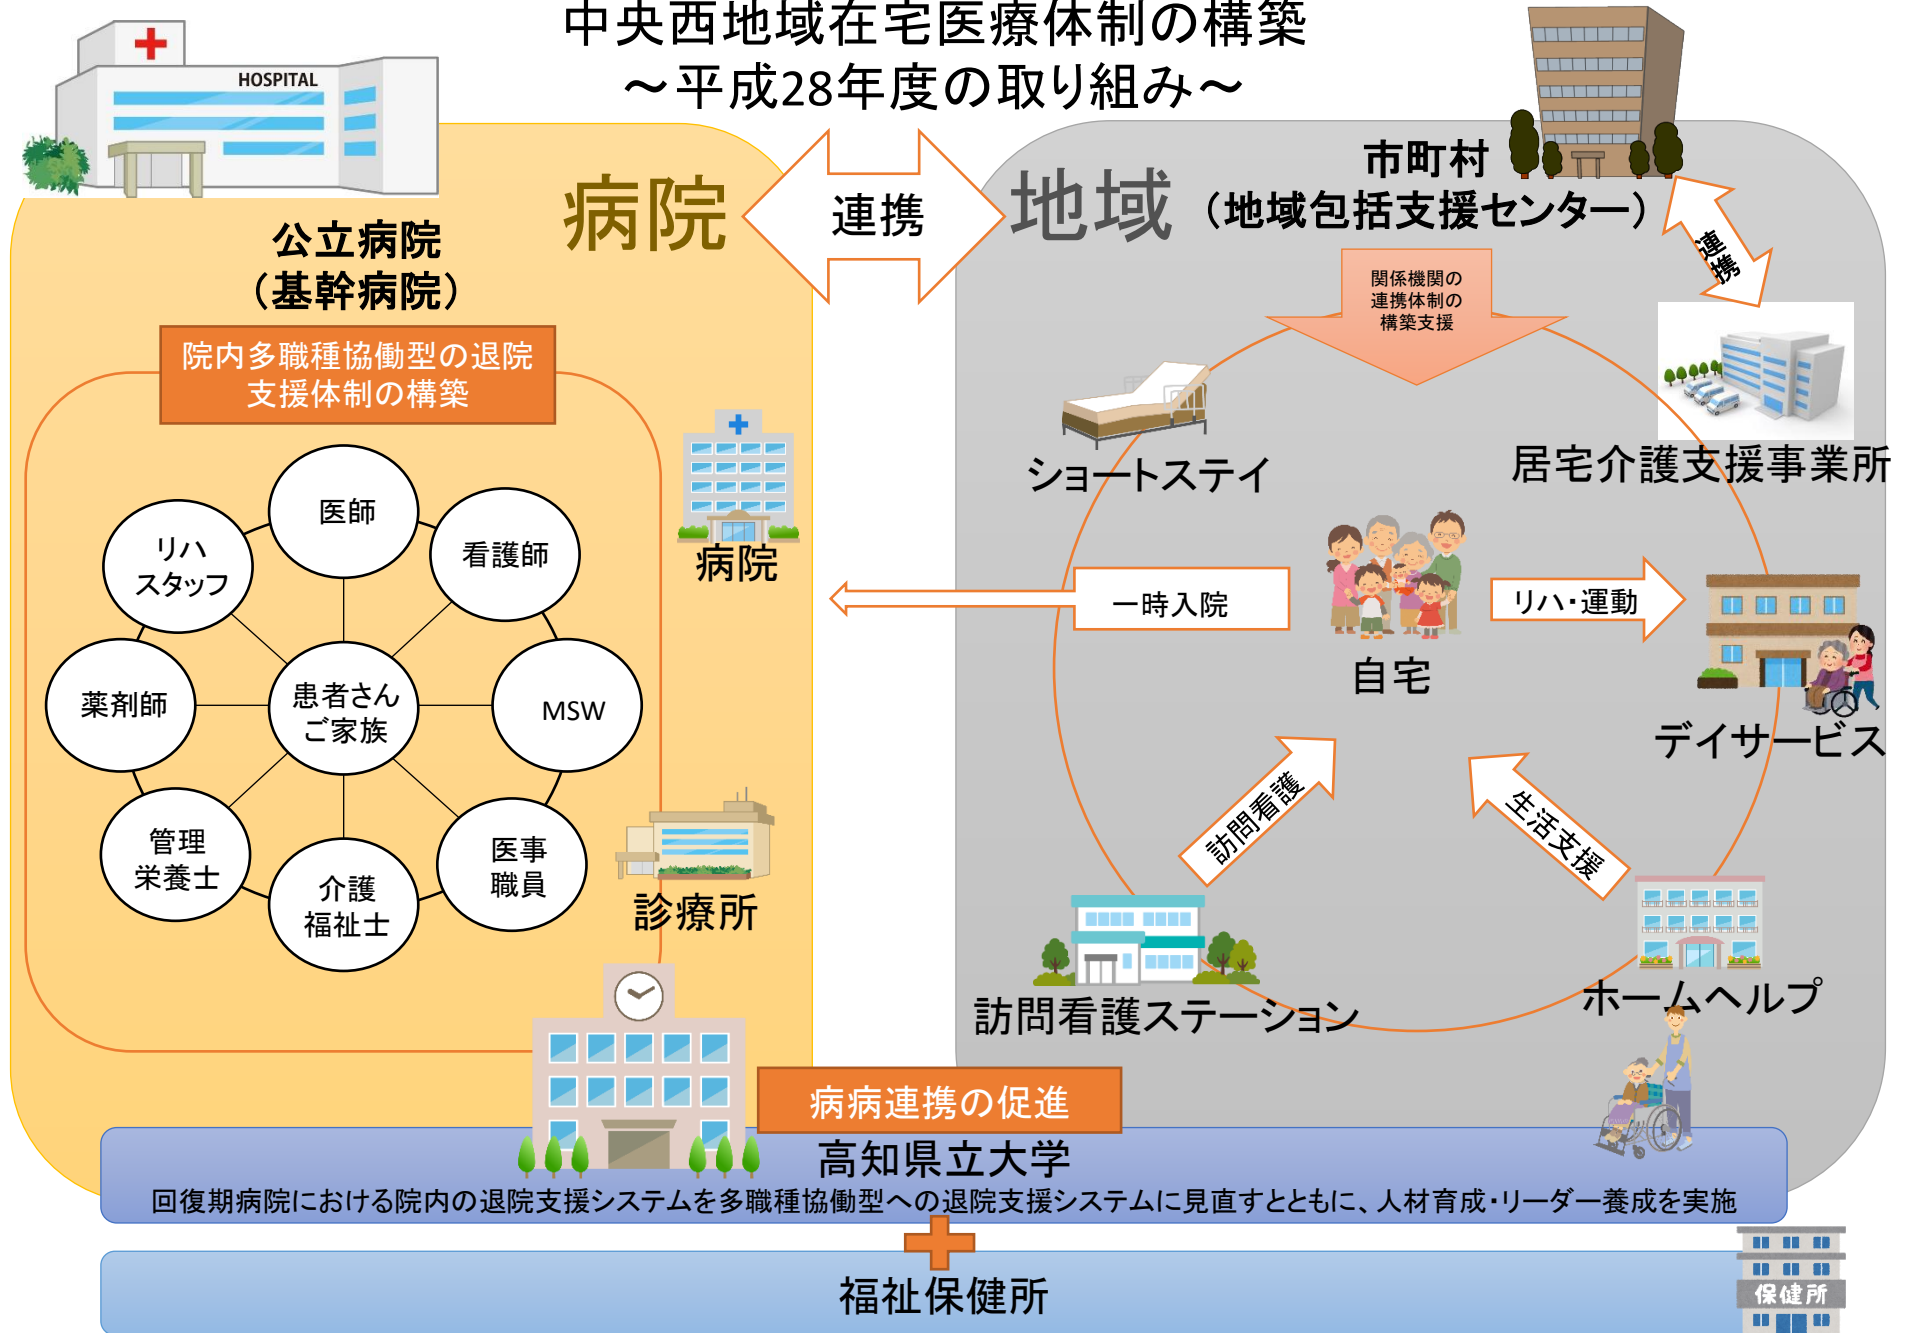 中央西地域在宅医療体制の構築
～平成28年度の取り組み～
HOSPITAL
病院
連携
地域
市町村
（地域包括支援センター）
連携
公立病院
（基幹病院）
院内多職種協働型の退院
支援体制の構築
医師
看護師
MSW
医事
職員
介護
福祉士
管理
栄養士
薬剤師
リハ
スタッフ
患者さん
ご家族
病院
診療所
関係機関の
連携体制の
構築支援
ショートステイ
居宅介護支援事業所
一時入院
自宅
リハ・運動
デイサービス
訪問看護
生活支援
訪問看護ステーション
ホームヘルプ
病病連携の促進
高知県立大学
回復期病院における院内の退院支援システムを多職種協働型への退院支援システムに見直すとともに、人材育成・リーダー養成を実施
福祉保健所
保健所